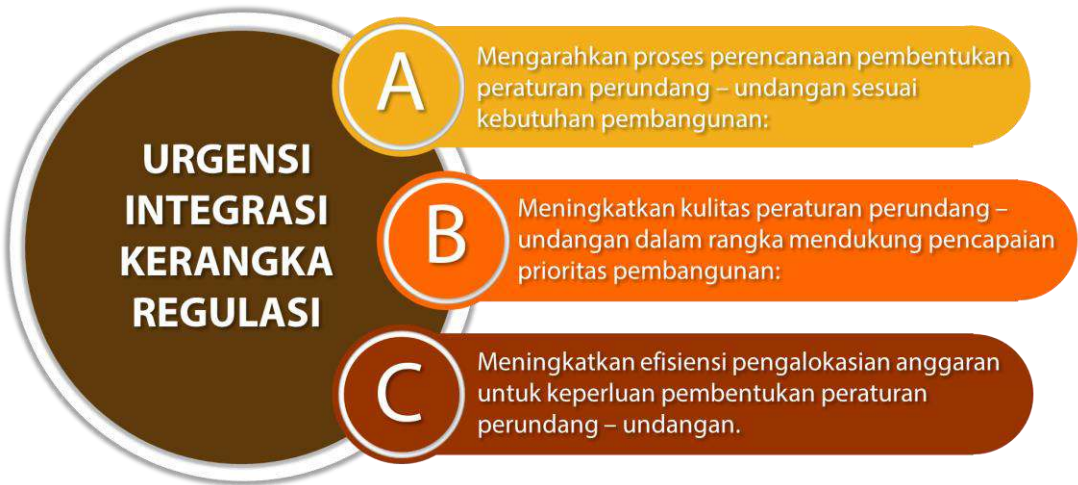 URGENSI
INTEGRASI
KERANGKA
REGULASI
A
Mengarahkan proses perencanaan pembentukan
peraturan perundang – undangan sesuai
kebutuhan pembangunan:
B
Meningkatkan kulitas peraturan perundang –
undangan dalam rangka mendukung pencapaian
prioritas pembangunan:
C
Meningkatkan efisiensi pengalokasian anggaran
untuk keperluan pembentukan peraturan
perundang – undangan.